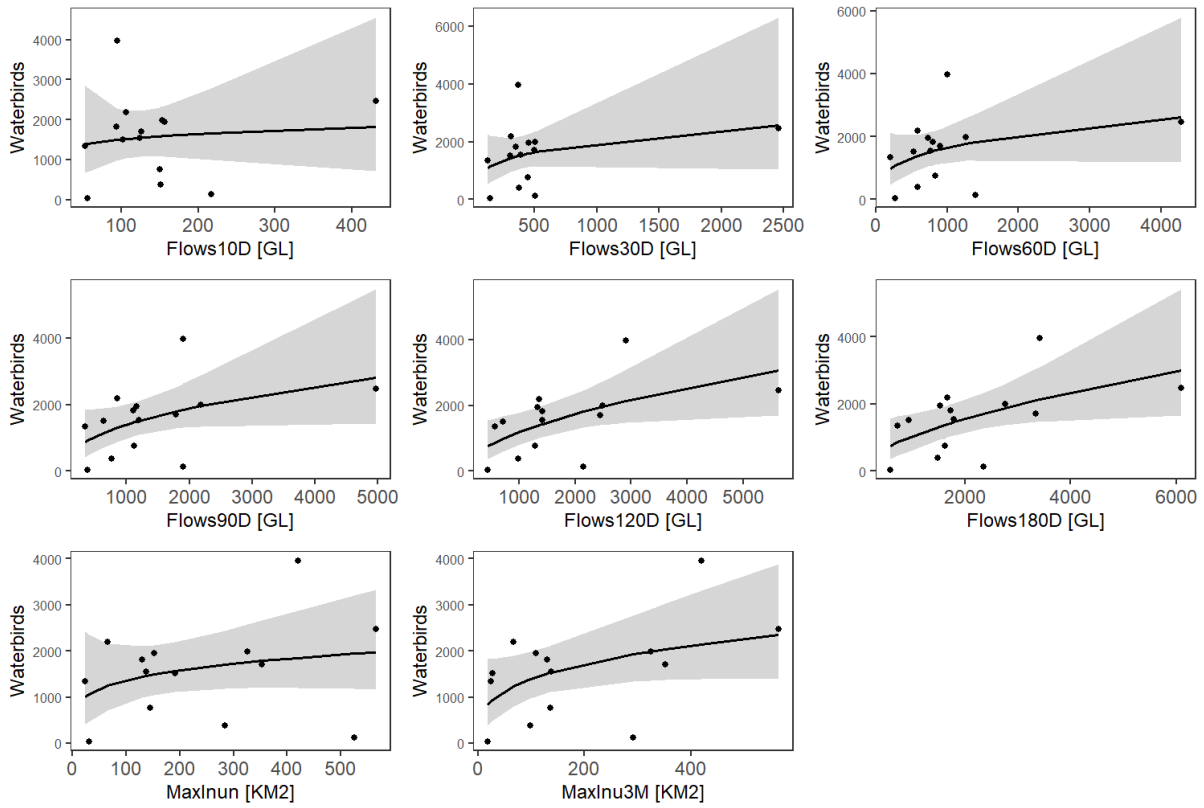 Waterbirds
4000
3000
2000
1000
0
100 200 300 400
Flows10D [GL]
Waterbirds
6000
4000
2000
0
500 1000 1500 2000 2500
Flows30D [GL]
Waterbirds
6000
4000
2000
0
0 1000 2000 3000 4000
Flows60D [GL]
Waterbirds
4000
2000
0
1000 2000 3000 4000 5000
Flows90D [GL]
Waterbirds
4000
2000
0
1000 2000 3000 4000 5000
Flows120D [GL]
Waterbirds
4000
2000
0
2000 4000 6000
Flows180D [GL]
Waterbirds
4000
3000
2000
1000
0
0 100 200 300 400 500
MaxInun [KM2]
Waterbirds
4000
3000
2000
1000
0
0 200 400
MaxInu3M [KM2]